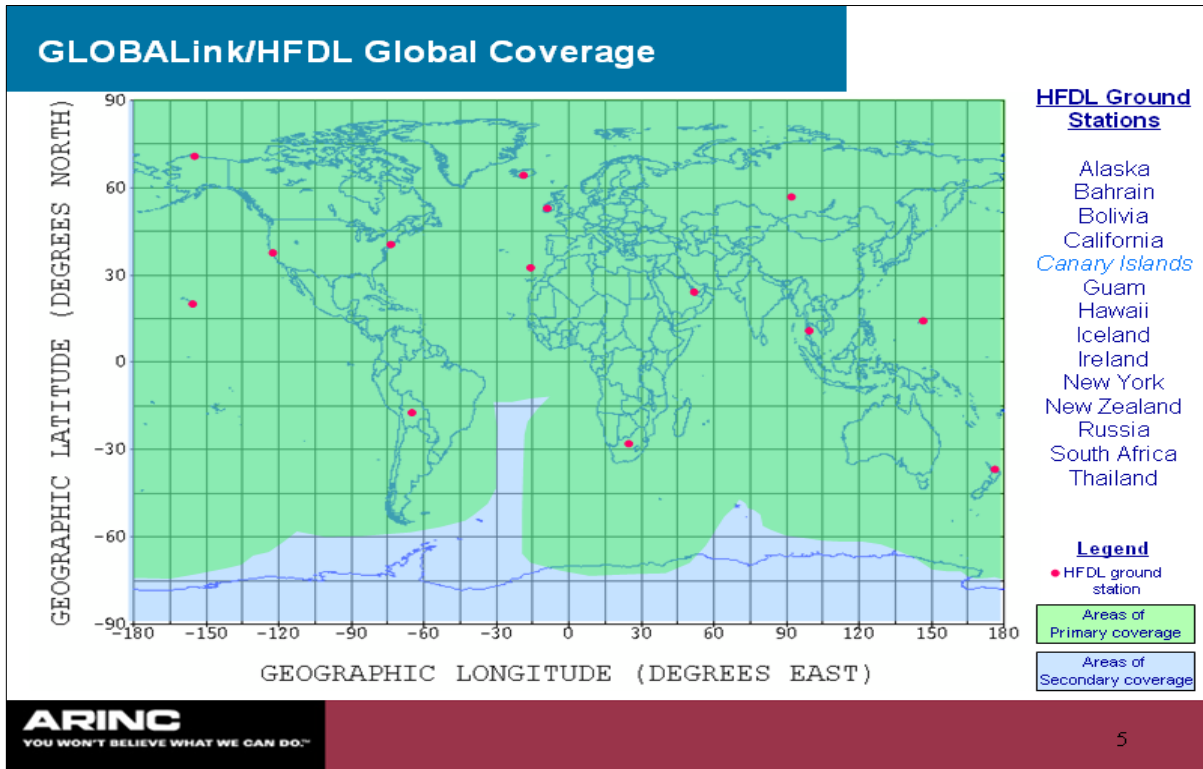 GLOBALink/HFDL Global Coverage
GEOGRAPHIC LATITUDE (DEGREES NORTH)
90
60
30
0
-30
-60
-90
-180 -150 -120 -90 -60 -30 0 30 60 90 120 150 180
GEOGRAPHIC LONGITUDE (DEGREES EAST)
HFDL Ground
Stations
Alaska
Bahrain
Bolivia
California
Canary Islands
Guam
Hawaii
Iceland
Ireland
New York
New Zealand
Russia
South Africa
Thailand
Legend
HFDL ground
station
Areas of
Primary coverage
Areas of
Secondary coverage
ARINC
YOU WON'T BELIEVE WHAT WE CAN DO.™
5